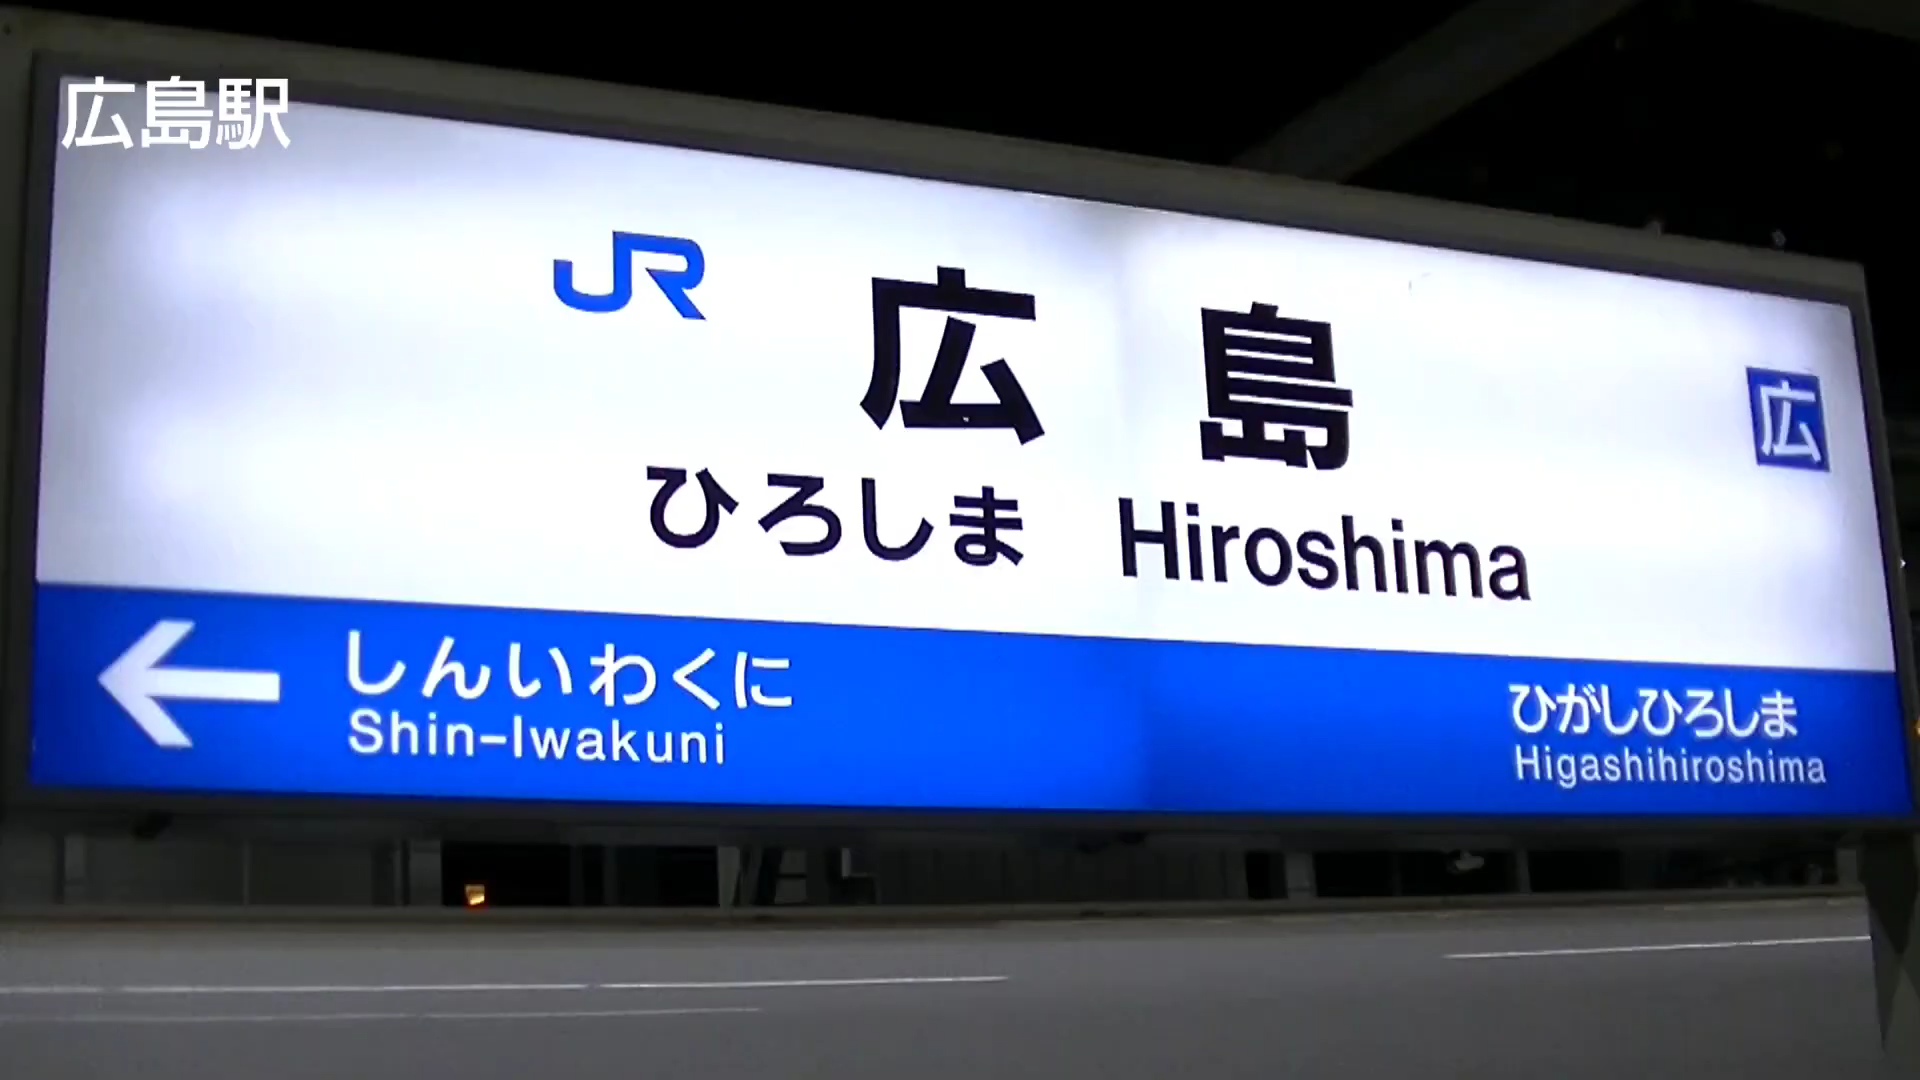 広島駅
JR
広島
広
ひろしま Hiroshima
しんいわくに
Shin-Iwakuni
ひがしひろしま
Higashihiroshima